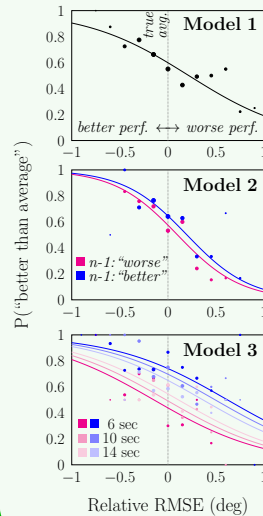 P("better than average")
Model 1
true
avg.
better perf. ←→ worse perf.
1
0.8
0.6
0.4
0.2
0
−1 −0.5 0 0.5 1
Model 2
n-1: "worse"
n-1: "better"
1
0.8
0.6
0.4
0.2
0
−1 −0.5 0 0.5 1
Model 3
6 sec
10 sec
14 sec
1
0.8
0.6
0.4
0.2
0
−1 −0.5 0 0.5 1
Relative RMSE (deg)